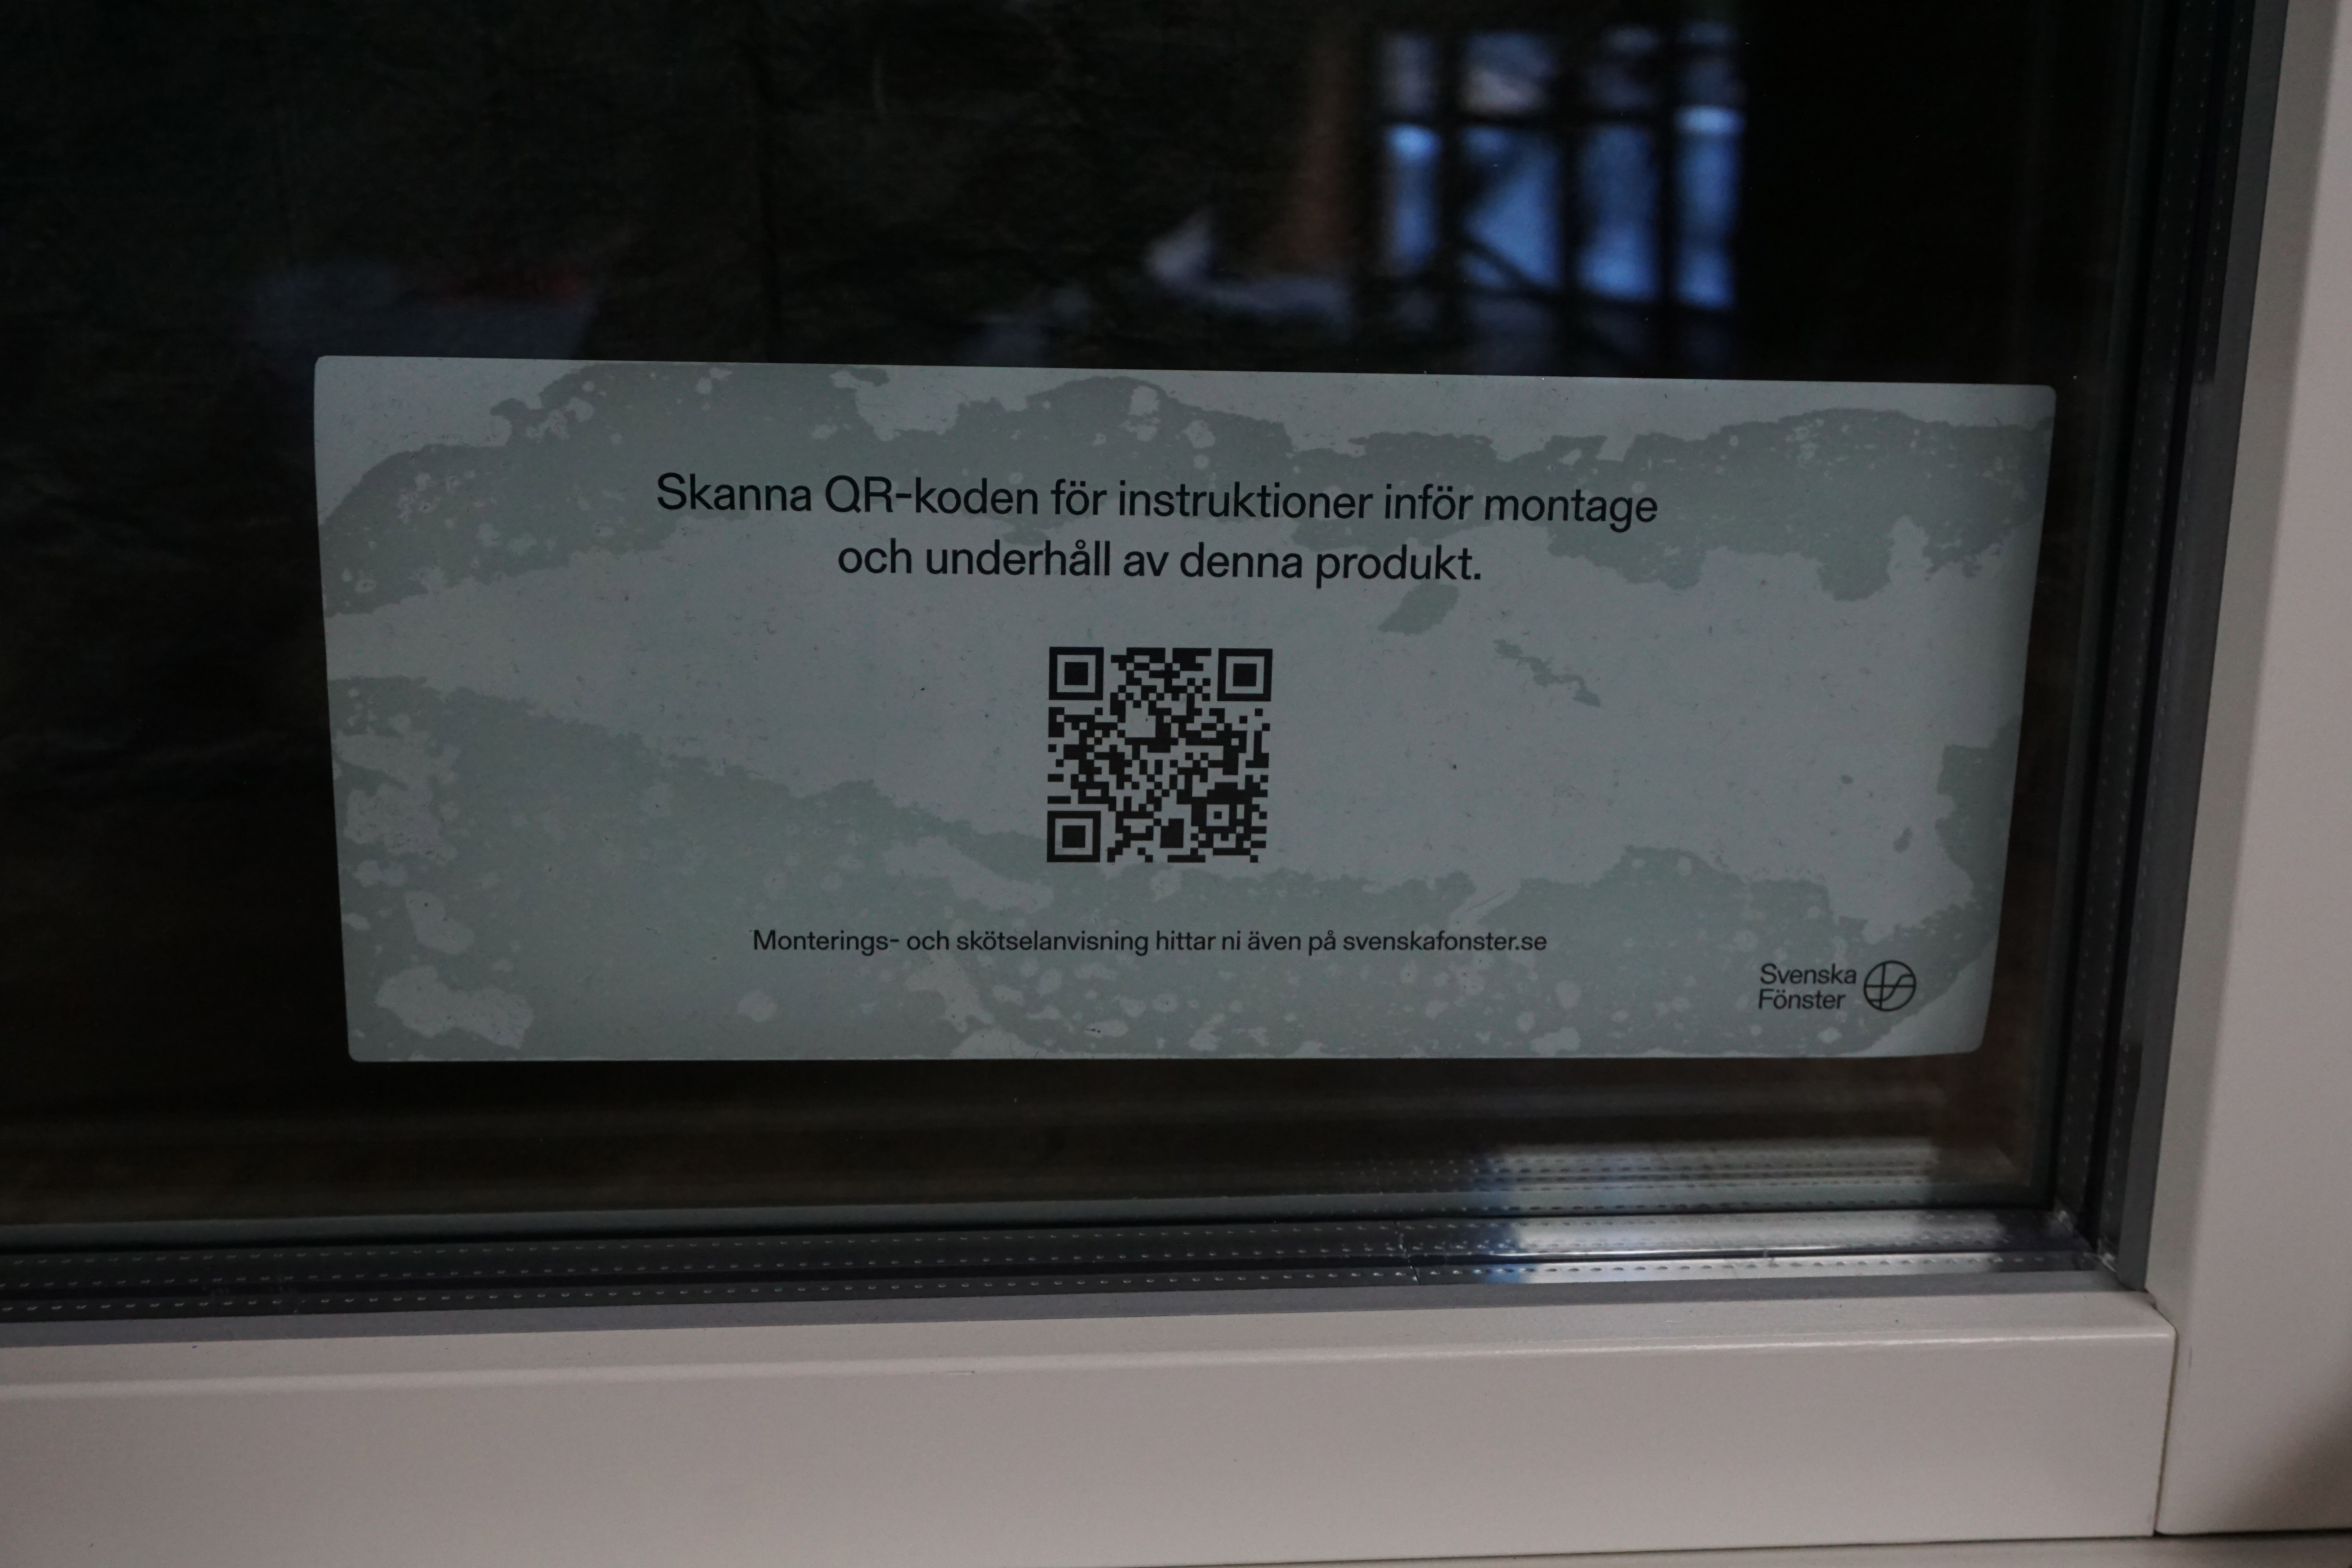 Skanna QR-koden för instruktioner inför montage
och underhåll av denna produkt.
Monterings- och skötselanvisning hittar ni även på svenskafonster.se
Svenska
Fönster